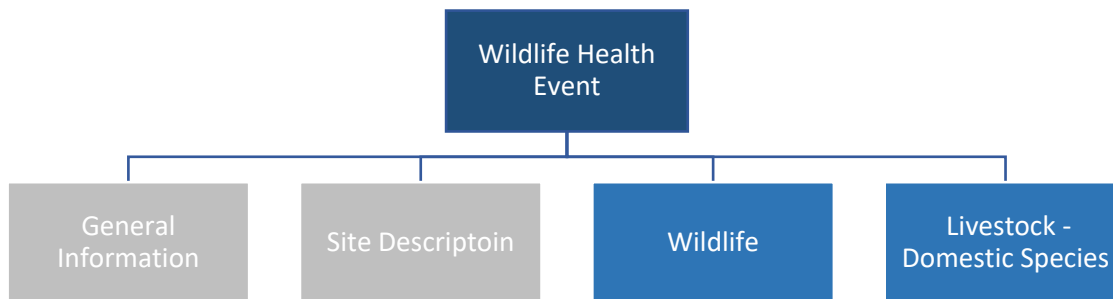 Wildlife Health
Event
General
Information
Site Descriptoin
Wildlife
Livestock -
Domestic Species